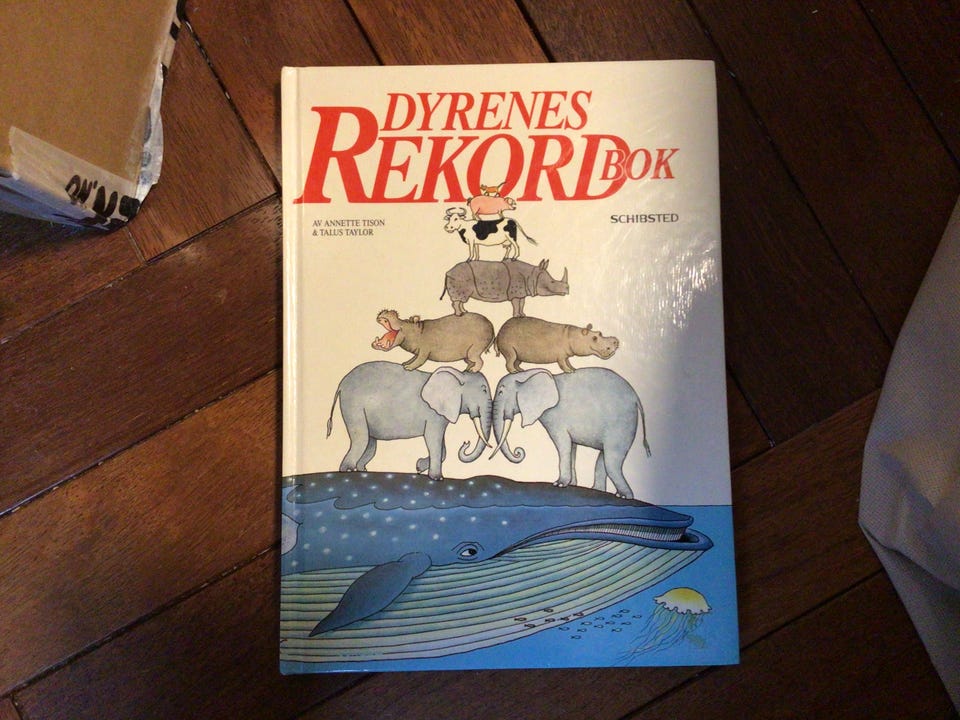 DYRENES
REKORDBOK
AV ANNETTE TISON
& TALUS TAYLOR
SCHIBSTED